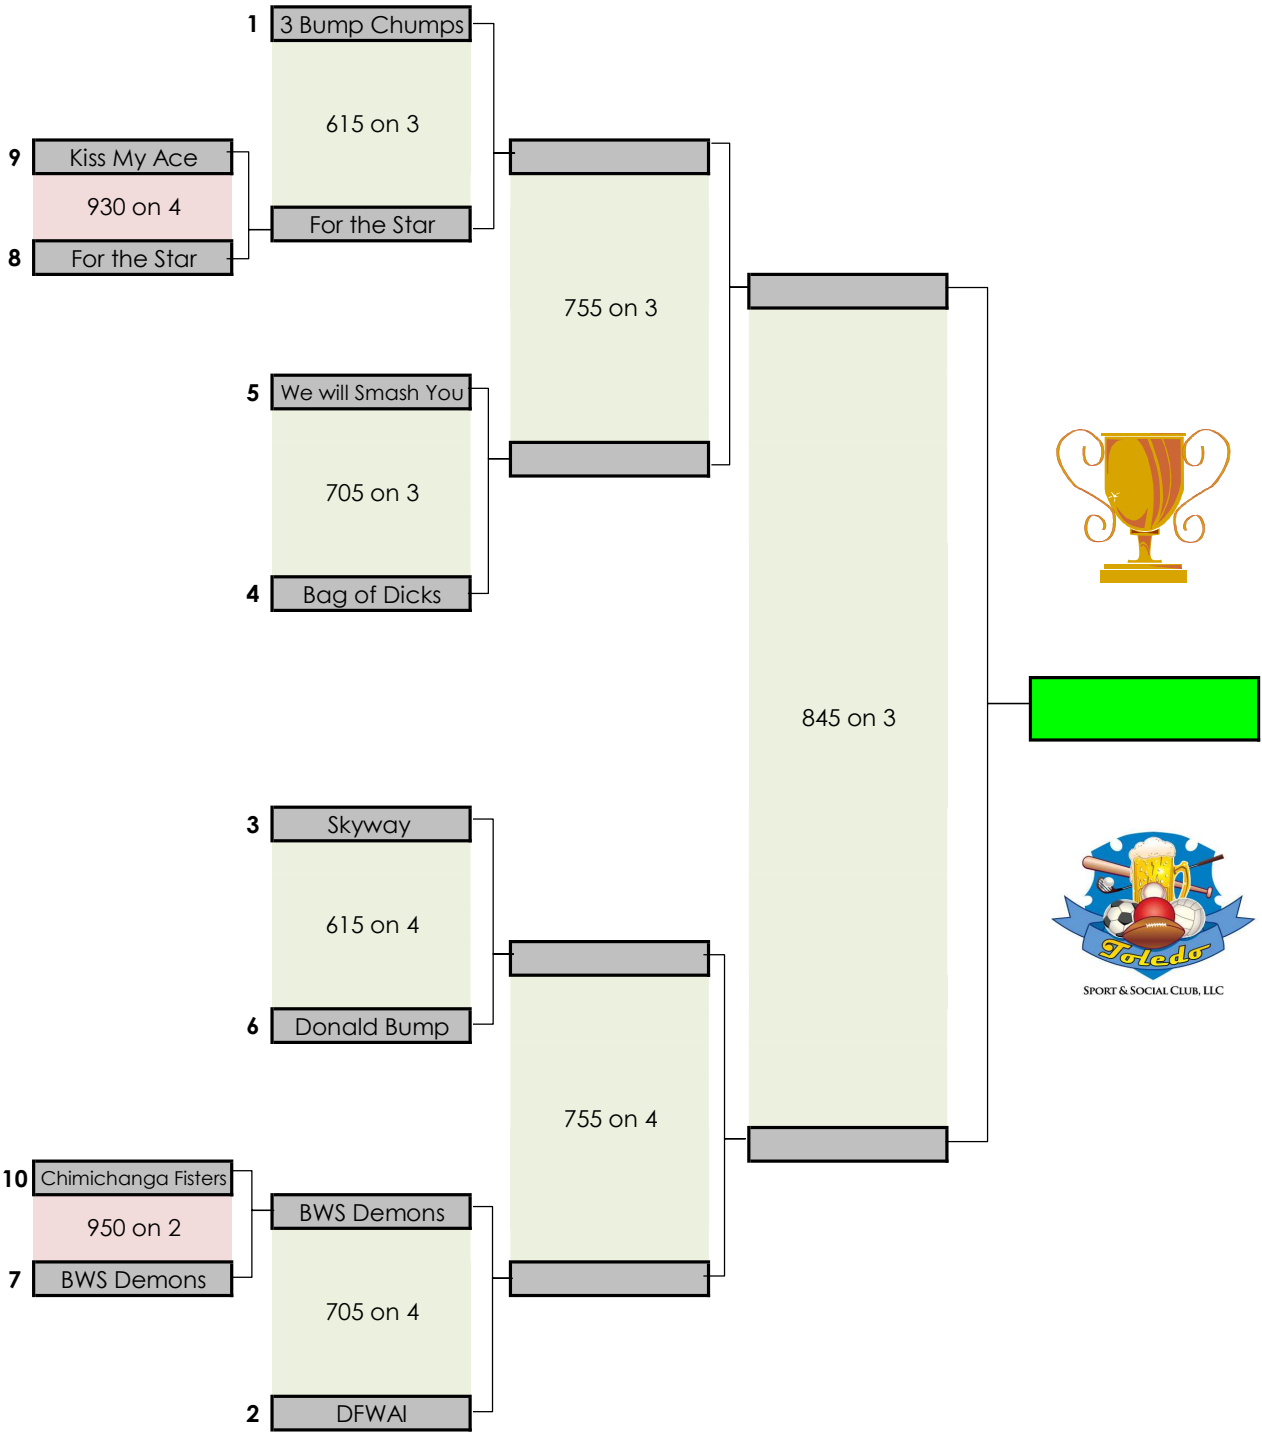 1 3 Bump Chumps
615 on 3
9 Kiss My Ace
930 on 4
For the Star
8 For the Star
755 on 3
5 We will Smash You
705 on 3
4 Bag of Dicks
845 on 3
3 Skyway
615 on 4
6 Donald Bump
Toledo
SPORT & SOCIAL CLUB, LLC
755 on 4
10 Chimichanga Fisters
950 on 2
BWS Demons
7 BWS Demons
705 on 4
2 DFWAI